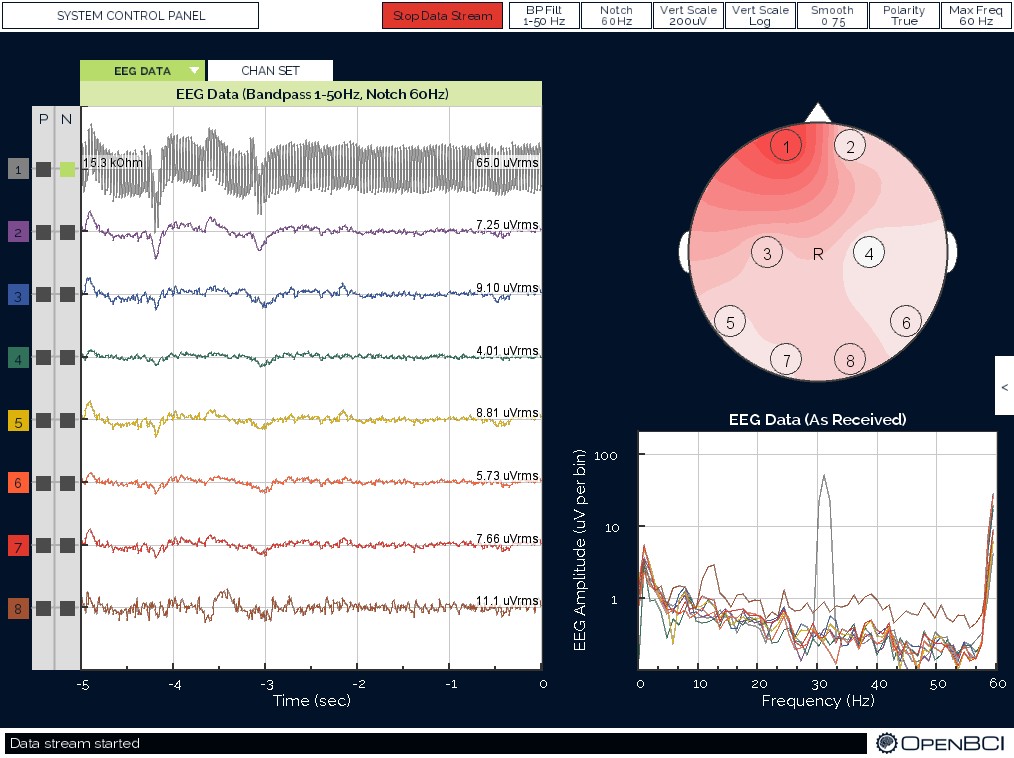 SYSTEM CONTROL PANEL
Stop Data Stream
BP Filt
1-50 Hz
Notch
60Hz
Vert Scale
200uV
Vert Scale
Log
Smooth
0.75
Polarity
True
Max Freq
60 Hz
EEG DATA
CHAN SET
EEG Data (Bandpass 1-50Hz, Notch 60Hz)
P N
1 15.3 kOhm 65.0 uVrms
2 7.25 uVrms
3 9.10 uVrms
4 4.01 uVrms
5 8.81 uVrms
6 5.73 uVrms
7 7.66 uVrms
8 11.1 uVrms
-5 -4 -3 -2 -1 0
Time (sec)
1 2
3 R 4
5 6
7 8
<
EEG Data (As Received)
EEG Amplitude (uV per bin)
100
10
1
0 10 20 30 40 50 60
Frequency (Hz)
Data stream started
OPENBCI